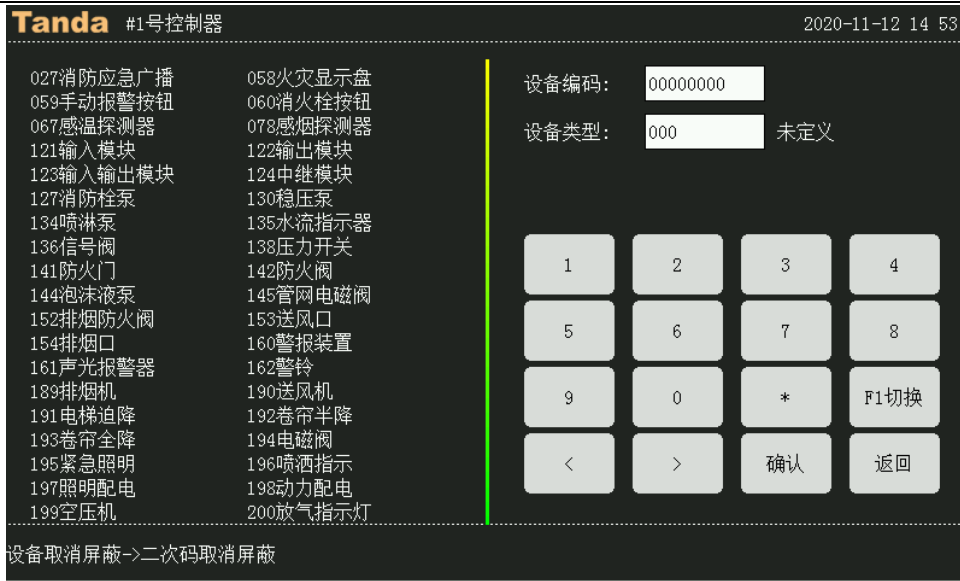 Tanda #1号控制器 2020-11-12 14 53
027消防应急广播 058火灾显示盘
059手动报警按钮 060消火栓按钮
067感温探测器 078感烟探测器
121输入模块 122输出模块
123输入输出模块 124中继模块
127消防栓泵 130稳压泵
134喷淋泵 135水流指示器
136信号阀 138压力开关
141防火门 142防火阀
144泡沫液泵 145管网电磁阀
152排烟防火阀 153送风口
154排烟口 160警报装置
161声光报警器 162警铃
189排烟机 190送风机
191电梯迫降 192卷帘半降
193卷帘全降 194电磁阀
195紧急照明 196喷洒指示
197照明配电 198动力配电
199空压机 200放气指示灯
设备编码: 00000000
设备类型: 000 未定义
1 2 3 4
5 6 7 8
9 0 * F1切换
< > 确认 返回
设备取消屏蔽->二次码取消屏蔽